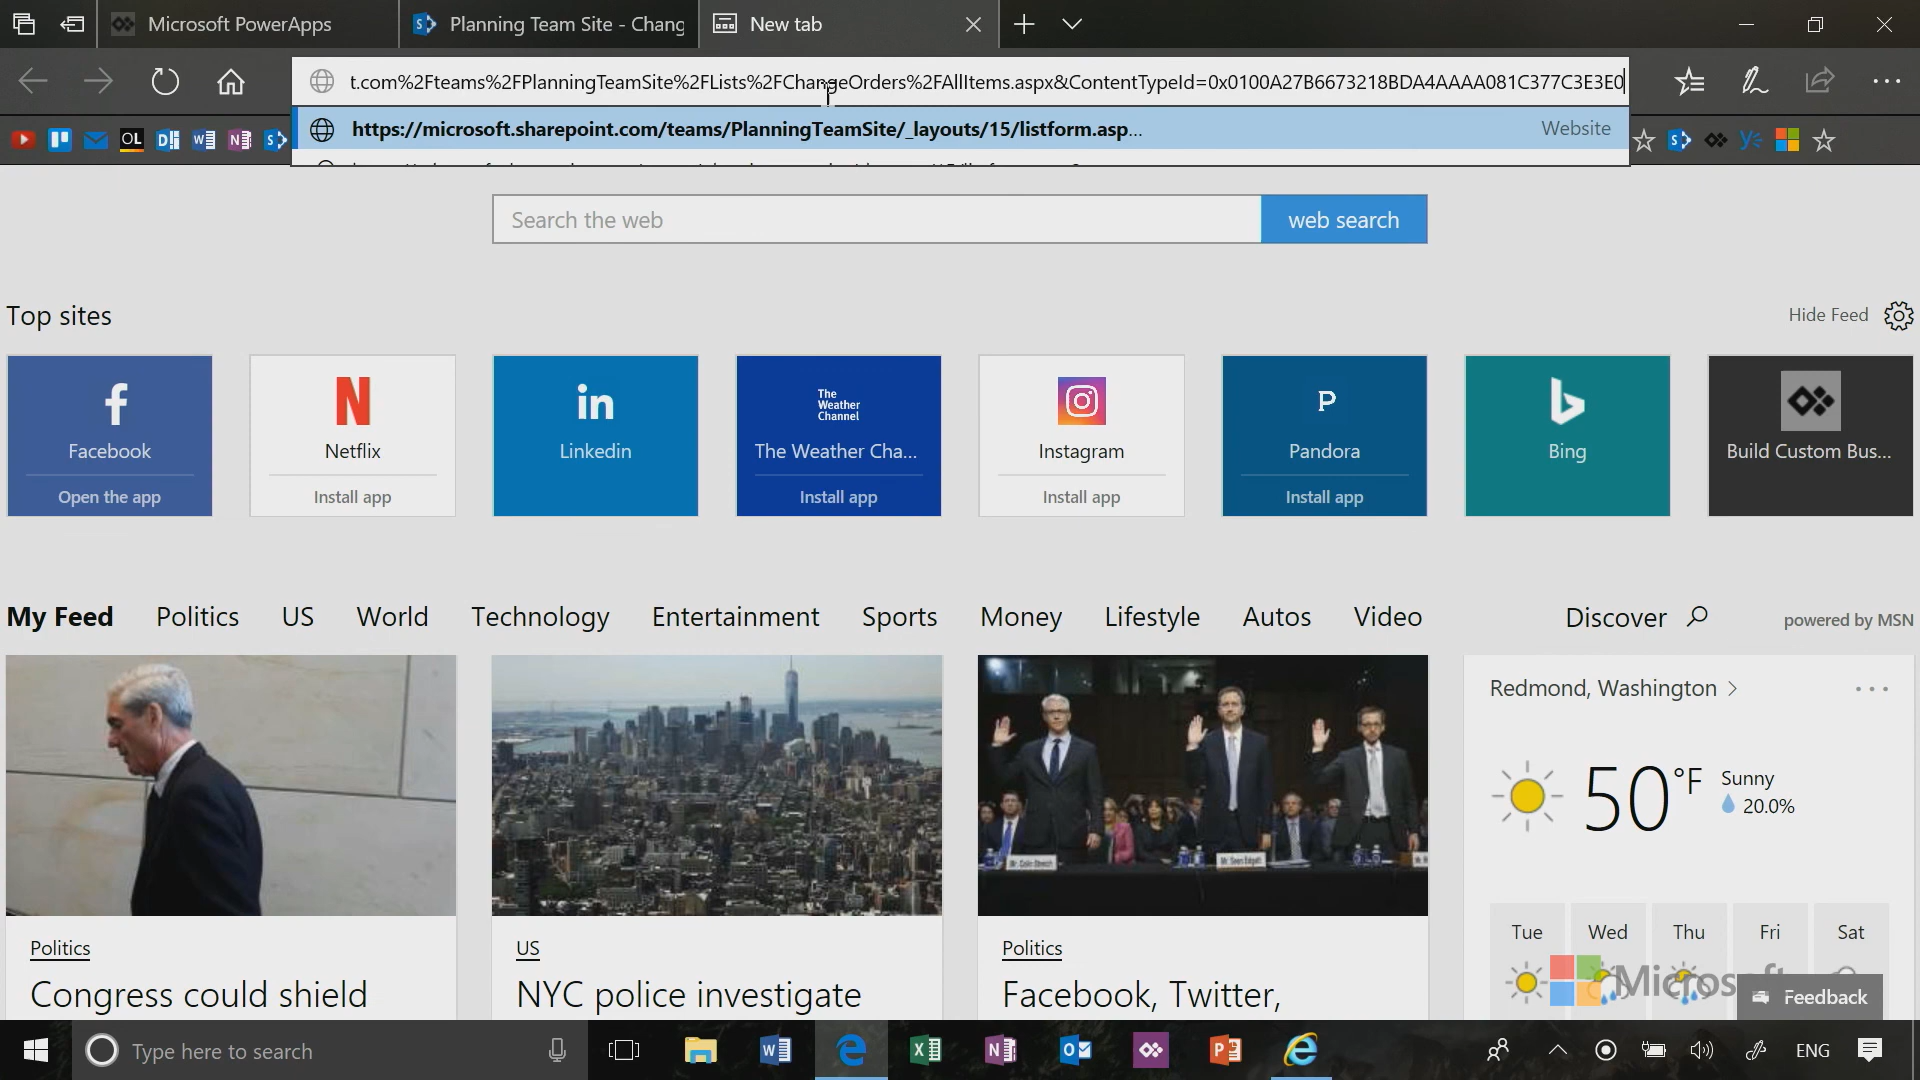 Microsoft PowerApps
Planning Team Site - Chang
New tab
t.com%2Fteams%2FPlanningTeamSite%2FLists%2FChangeOrders%2FAllItems.aspx&ContentTypeId=0x0100A27B6673218BDA4AAAA081C377C3E3E0
https://microsoft.sharepoint.com/teams/PlanningTeamSite/_layouts/15/listform.asp...
Website
OL
Search the web
web search
Top sites
Hide Feed
Facebook
Open the app
Netflix
Install app
Linkedin
The
Weather
Channel
The Weather Cha...
Install app
Instagram
Install app
P
Pandora
Install app
Bing
Build Custom Bus...
My Feed Politics US World Technology Entertainment Sports Money Lifestyle Autos Video
Discover
powered by MSN
Redmond, Washington
50 °F
Sunny
20.0%
Tue Wed Thu Fri Sat
Politics
Congress could shield
US
NYC police investigate
Politics
Facebook, Twitter,
Feedback
Type here to search
ENG